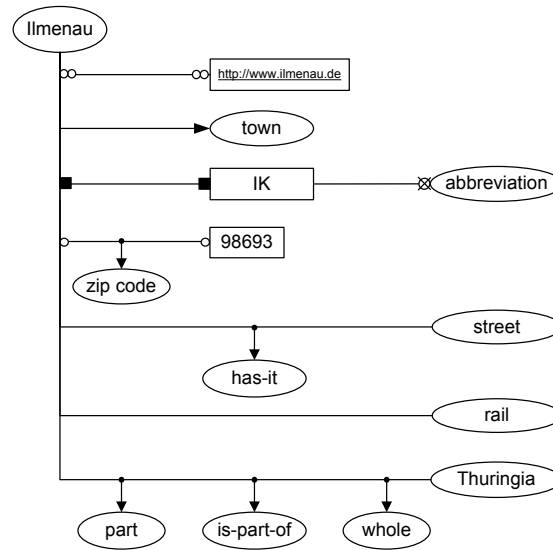 Ilmenau
http://www.ilmenau.de
town
IK
abbreviation
98693
zip code
street
has-it
rail
Thuringia
part
is-part-of
whole